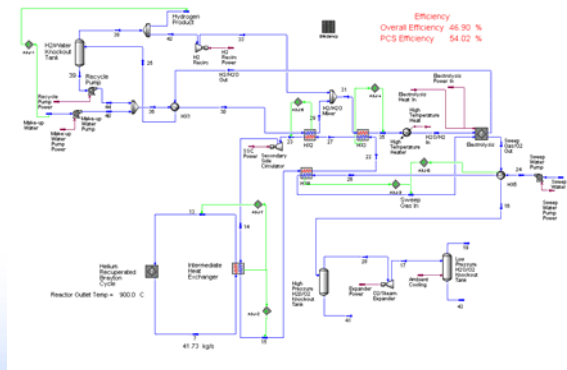 Efficiency
Overall Efficiency 46.90 %
PCS Efficiency 54.02 %
Hydrogen
Product
H2/Water
Knockout
Tank
H2
Recirc
H2
Recirc
Power
Recycle
Pump
Recycle
Pump
Power
Make-up
Water
Make-up
Water
Pump
Power
Make-up
Water
Pump
H2/H2O
Out
H2/H2O
Mixer
Electrolysis
Heat In
Electrolysis
Power In
High
Temperature
Heat
High
Temperature
Heater
H2O/H2
In
Electrolysis
Sweep
Gas/O2
Out
SSC
Power
Secondary
Side
Circulator
Sweep
Gas In
Sweep
Water
Pump
Sweep
Water
Sweep
Water
Pump
Power
Helium
Recuperated
Brayton
Cycle
Intermediate
Heat
Exchanger
Reactor Outlet Temp = 900.0 C
41.73 kg/s
High
Pressure
H2O/O2
Knockout
Tank
Expander
Power
O2/Steam
Expander
Ambient
Cooling
Low
Pressure
H2O/O2
Knockout
Tank